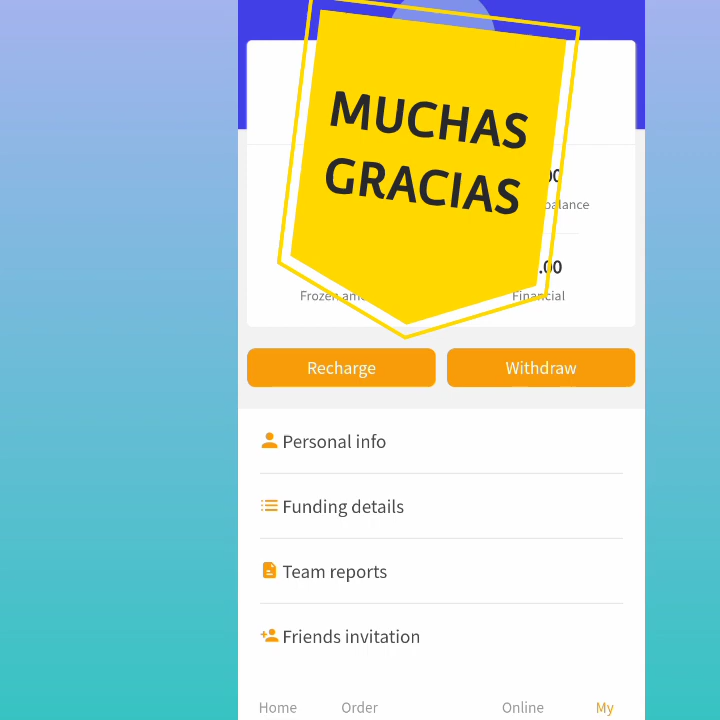 MUCHAS
GRACIAS
balance
.00
Financial
Recharge
Withdraw
Personal info
Funding details
Team reports
Friends invitation
Home
Order
Online
My